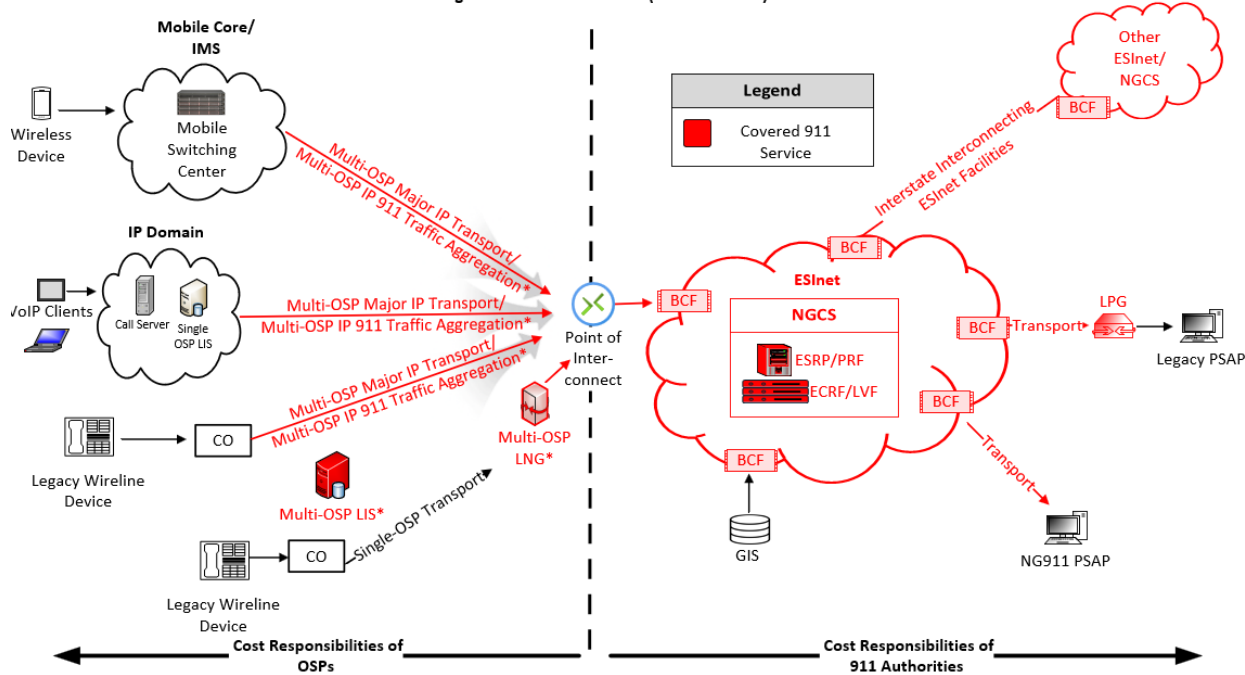 Mobile Core/
IMS
Wireless
Device
Mobile
Switching
Center
Multi-OSP Major IP Transport/
Multi-OSP IP 911 Traffic Aggregation*
IP Domain
VoIP Clients
Call Server
Single
OSP LIS
Multi-OSP Major IP Transport/
Multi-OSP IP 911 Traffic Aggregation*
Point of
Inter-
connect
Legacy Wireline
Device
CO
Multi-OSP Major IP Transport/
Multi-OSP IP 911 Traffic Aggregation*
Multi-OSP
LNG*
Multi-OSP LIS*
Legacy Wireline
Device
CO
Single-OSP Transport
Legend
Covered 911
Service
Other
ESInet/
NGCS
BCF
Interstate Interconnecting
ESInet Facilities
BCF
ESInet
BCF
NGCS
ESRP/PRF
ECRF/LVF
BCF
Transport
LPG
Legacy PSAP
BCF
Transport
NG911 PSAP
BCF
GIS
Cost Responsibilities of
OSPs
Cost Responsibilities of
911 Authorities